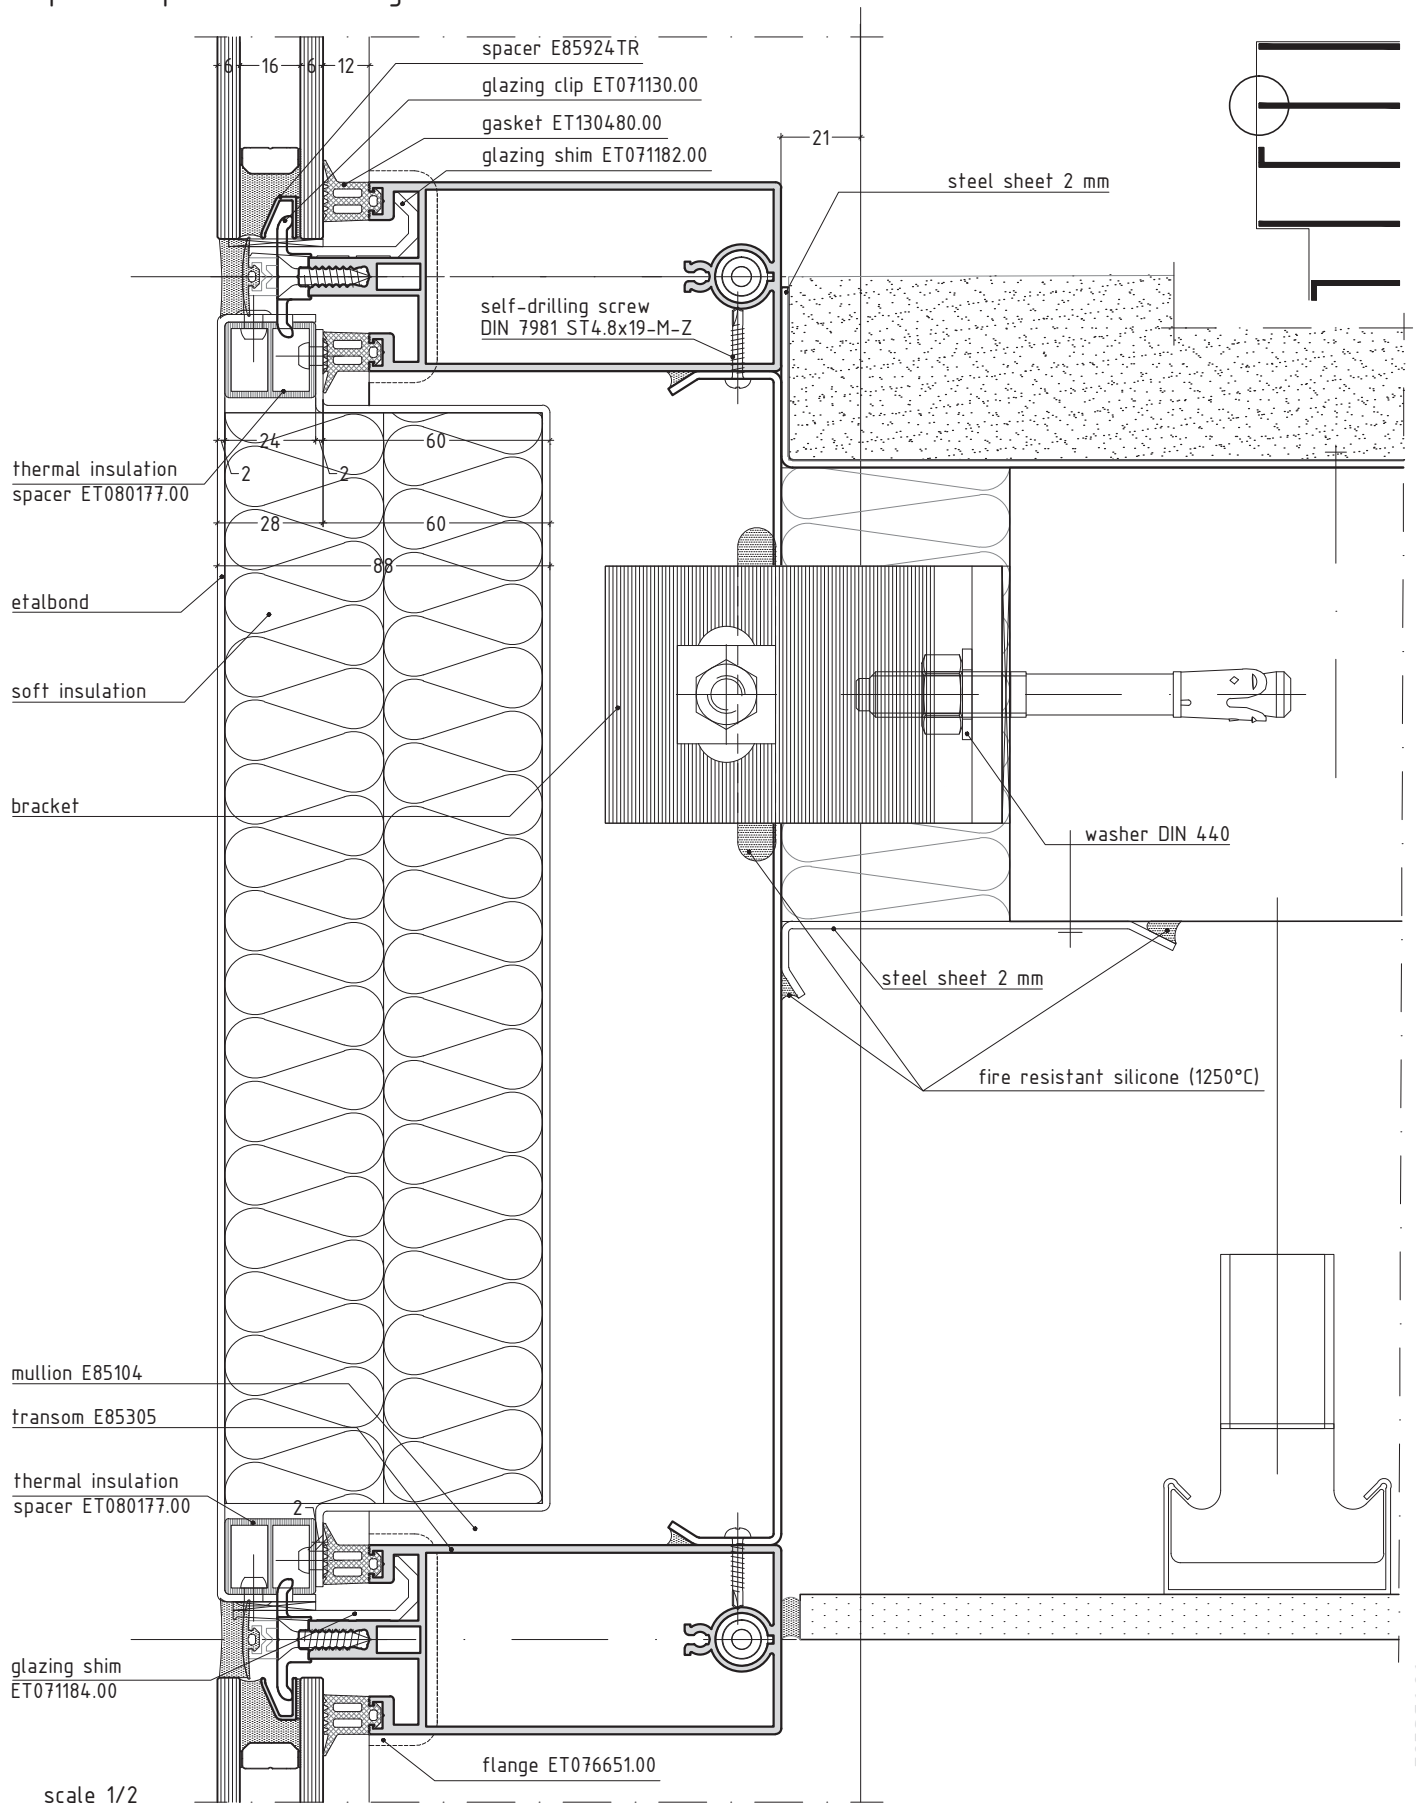 spacer E85924TR
6 16 6 12
glazing clip ET071130.00
gasket ET130480.00
21
glazing shim ET071182.00
steel sheet 2 mm
self-drilling screw
DIN 7981 ST4.8x19-M-Z
24 60
thermal insulation
2 2
spacer ET080177.00
28 60
88
etalbond
soft insulation
bracket
washer DIN 440
steel sheet 2 mm
fire resistant silicone (1250°C)
mullion E85104
transom E85305
thermal insulation
spacer ET080177.00
2
glazing shim
ET071184.00
flange ET076651.00
scale 1/2